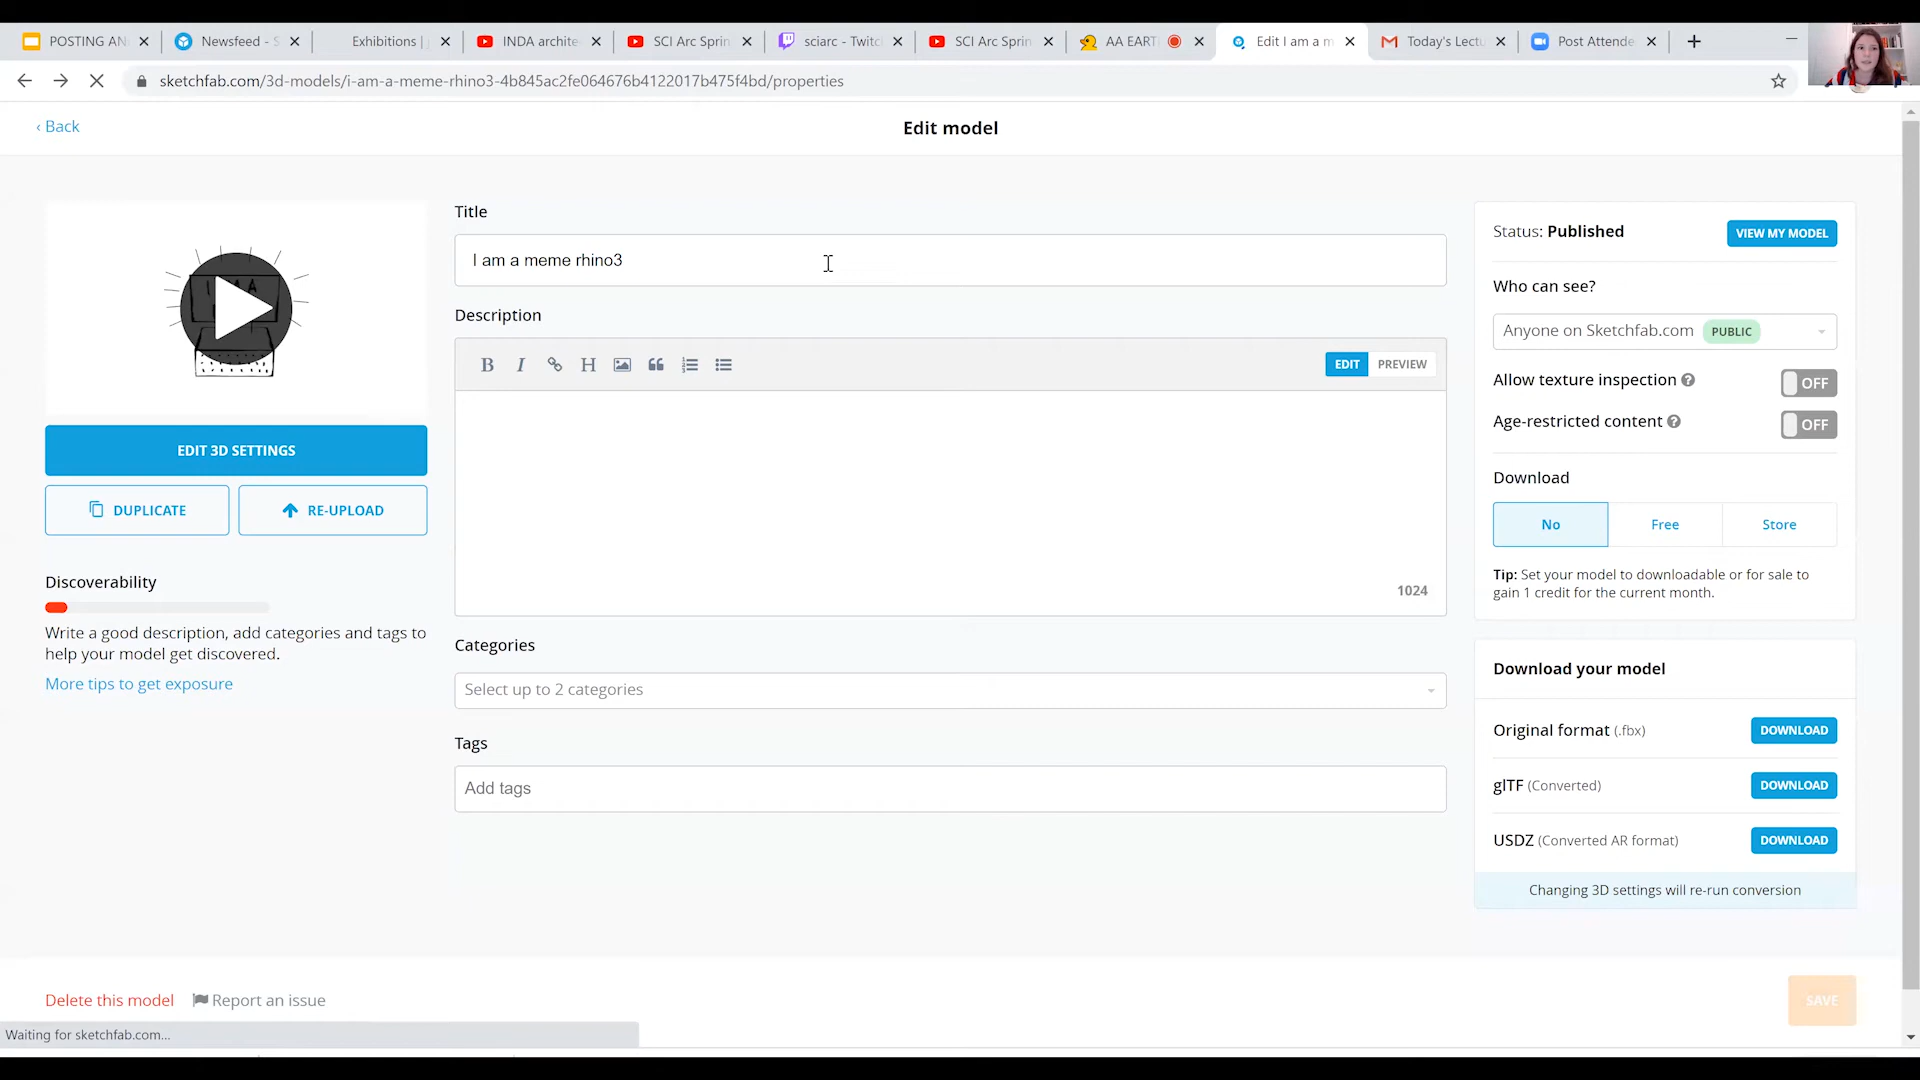 POSTING AN
Newsfeed - S
Exhibitions |
INDA archite
SCI Arc Sprin
sciarc - Twitc
SCI Arc Sprin
AA EART
Edit I am a m
Today's Lectu
Post Attende
sketchfab.com/3d-models/i-am-a-meme-rhino3-4b845ac2fe064676b4122017b475f4bd/properties
‹ Back
Edit model
EDIT 3D SETTINGS
DUPLICATE
RE-UPLOAD
Discoverability
Write a good description, add categories and tags to
help your model get discovered.
More tips to get exposure
Title
I am a meme rhino3
Description
B I H
EDIT PREVIEW
1024
Categories
Select up to 2 categories
Tags
Add tags
Status: Published
VIEW MY MODEL
Who can see?
Anyone on Sketchfab.com PUBLIC
Allow texture inspection ? OFF
Age-restricted content ? OFF
Download
No Free Store
Tip: Set your model to downloadable or for sale to
gain 1 credit for the current month.
Download your model
Original format (.fbx) DOWNLOAD
glTF (Converted) DOWNLOAD
USDZ (Converted AR format) DOWNLOAD
Changing 3D settings will re-run conversion
Delete this model
Report an issue
SAVE
Waiting for sketchfab.com...